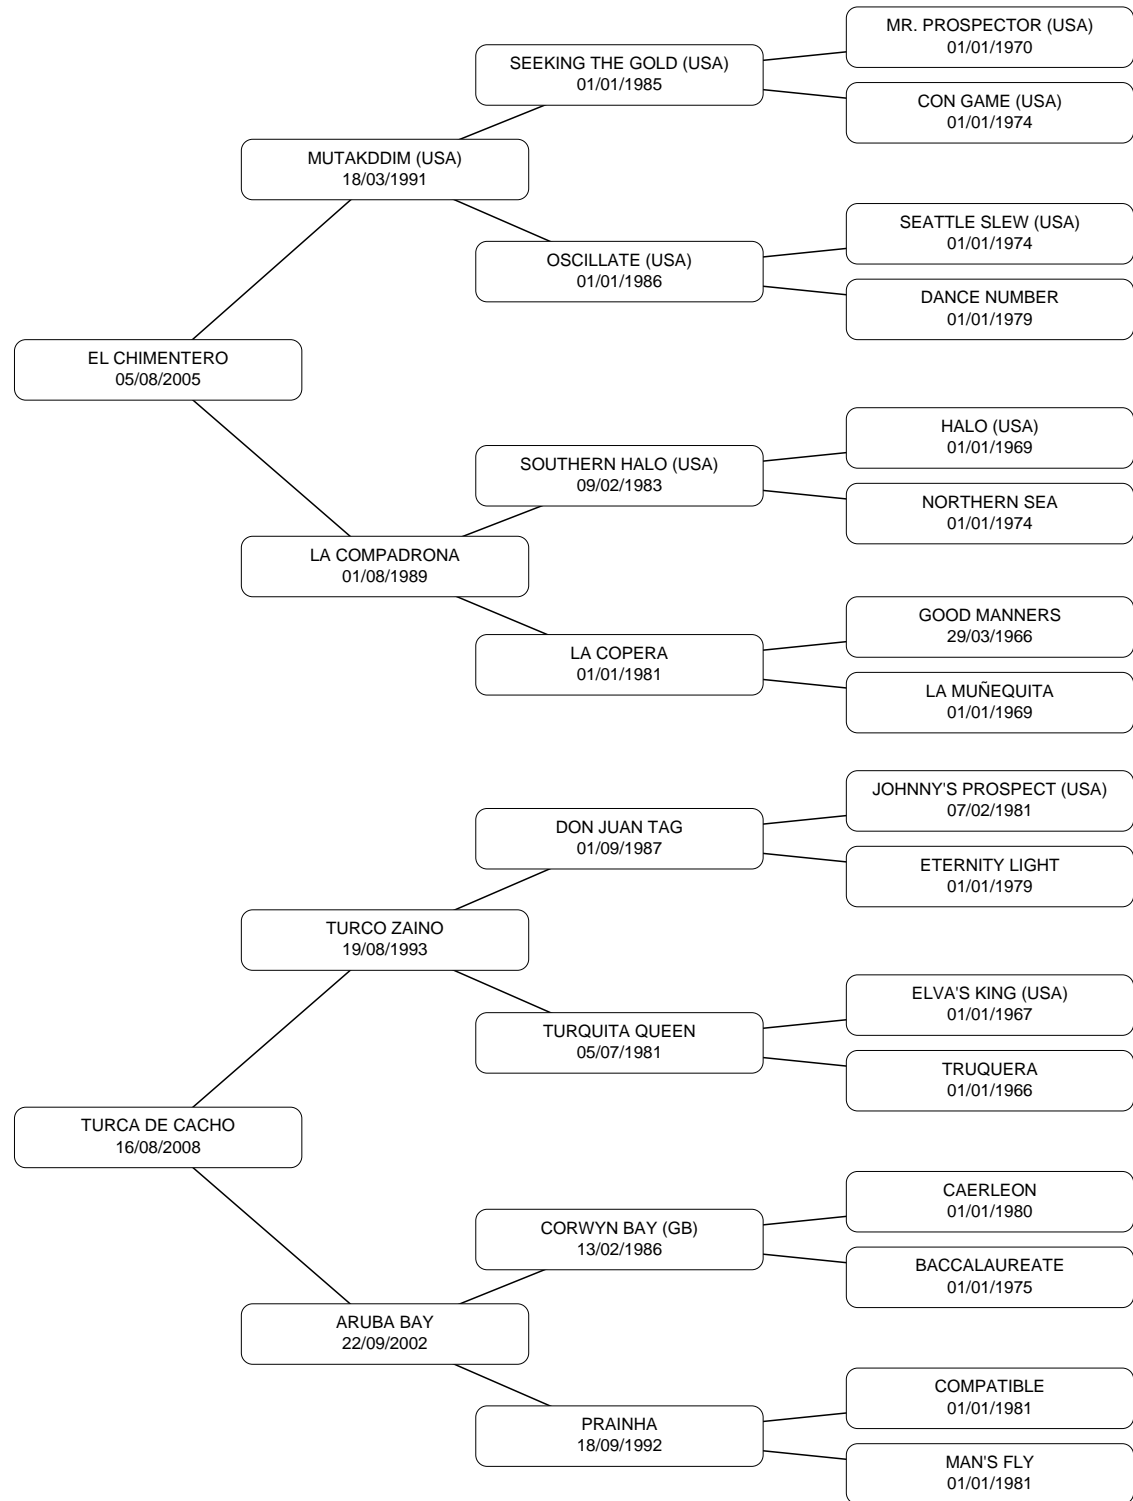 MR. PROSPECTOR (USA)
01/01/1970
SEEKING THE GOLD (USA)
01/01/1985
CON GAME (USA)
01/01/1974
MUTAKDDIM (USA)
18/03/1991
SEATTLE SLEW (USA)
01/01/1974
OSCILLATE (USA)
01/01/1986
DANCE NUMBER
01/01/1979
EL CHIMENTERO
05/08/2005
HALO (USA)
01/01/1969
SOUTHERN HALO (USA)
09/02/1983
NORTHERN SEA
01/01/1974
LA COMPADRONA
01/08/1989
GOOD MANNERS
29/03/1966
LA COPERA
01/01/1981
LA MUÑEQUITA
01/01/1969
JOHNNY'S PROSPECT (USA)
07/02/1981
DON JUAN TAG
01/09/1987
ETERNITY LIGHT
01/01/1979
TURCO ZAINO
19/08/1993
ELVA'S KING (USA)
01/01/1967
TURQUITA QUEEN
05/07/1981
TRUQUERA
01/01/1966
TURCA DE CACHO
16/08/2008
CAERLEON
01/01/1980
CORWYN BAY (GB)
13/02/1986
BACCALAUREATE
01/01/1975
ARUBA BAY
22/09/2002
COMPATIBLE
01/01/1981
PRAINHA
18/09/1992
MAN'S FLY
01/01/1981